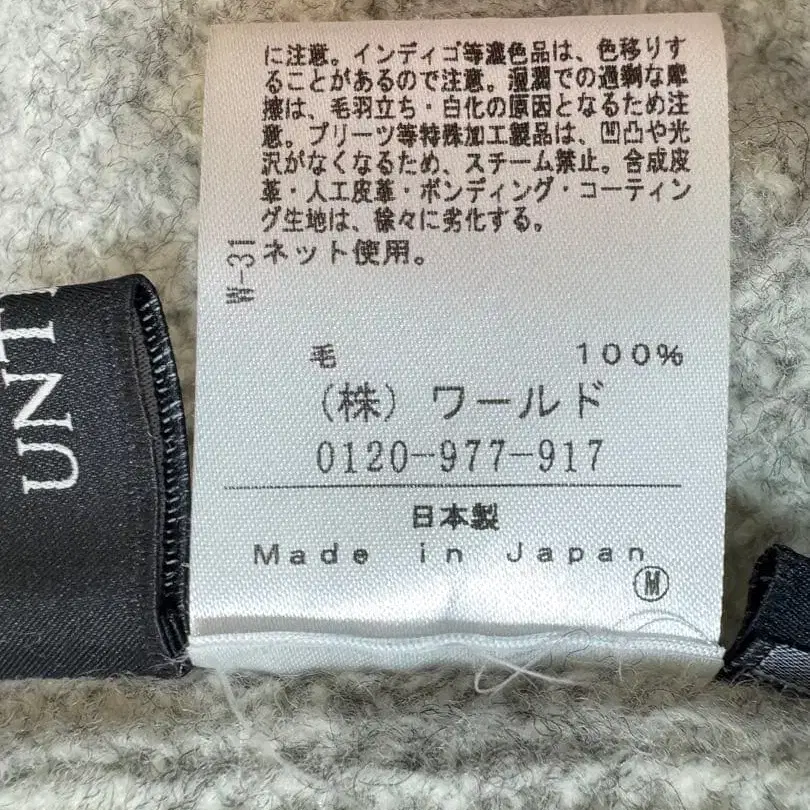 に注意。インディゴ等濃色品は、色移りす
ることがあるので注意。湿潤での過剰な摩
擦は、毛羽立ち・白化の原因となるため注
意。プリーツ等特殊加工製品は、凹凸や光
沢がなくなるため、スチーム禁止。合成皮
革・人工皮革・ボンディング・コーティン
グ生地は、徐々に劣化する。
ネット使用。
W-31
毛 100%
(株) ワールド
0120-977-917
日本製
Made in Japan
M
UNT